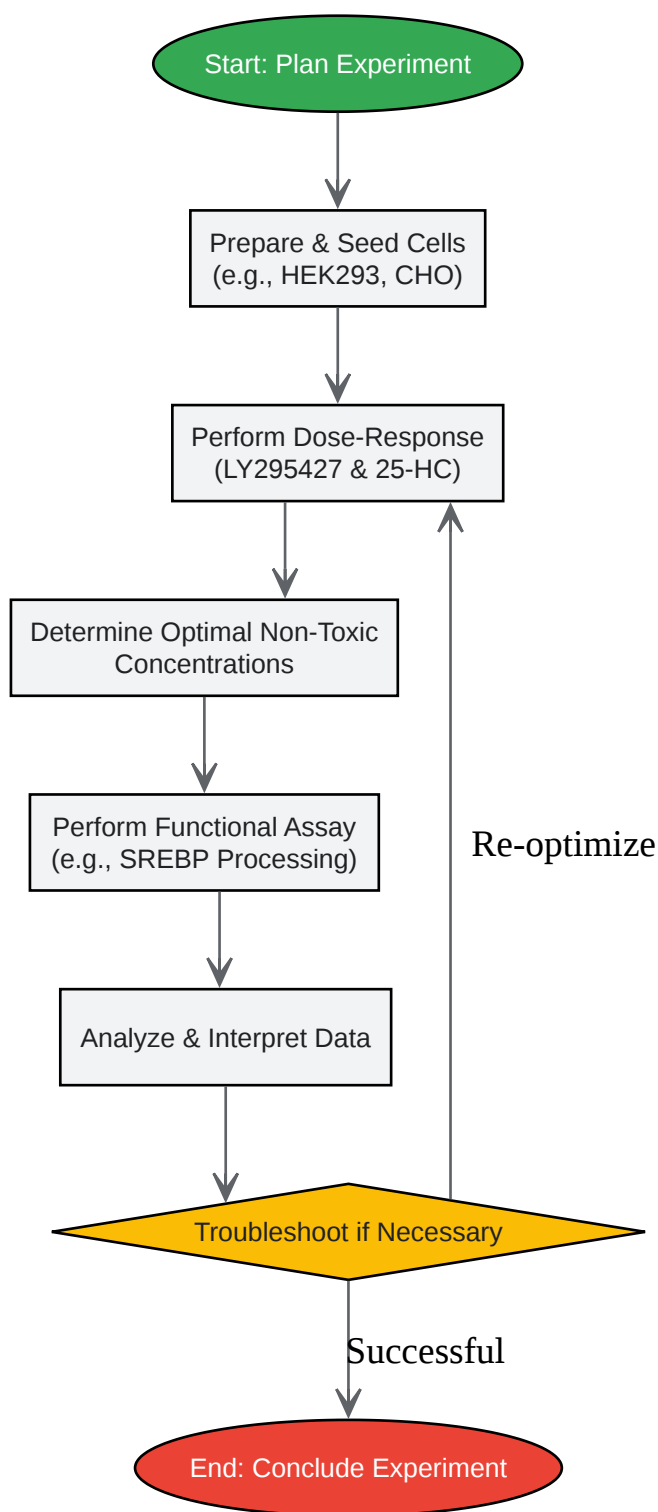 Start: Plan Experiment
Prepare & Seed Cells
(e.g., HEK293, CHO)
Perform Dose-Response
(LY295427 & 25-HC)
Determine Optimal Non-Toxic
Concentrations
Perform Functional Assay
(e.g., SREBP Processing)
Re-optimize
Analyze & Interpret Data
Troubleshoot if Necessary
Successful
End: Conclude Experiment